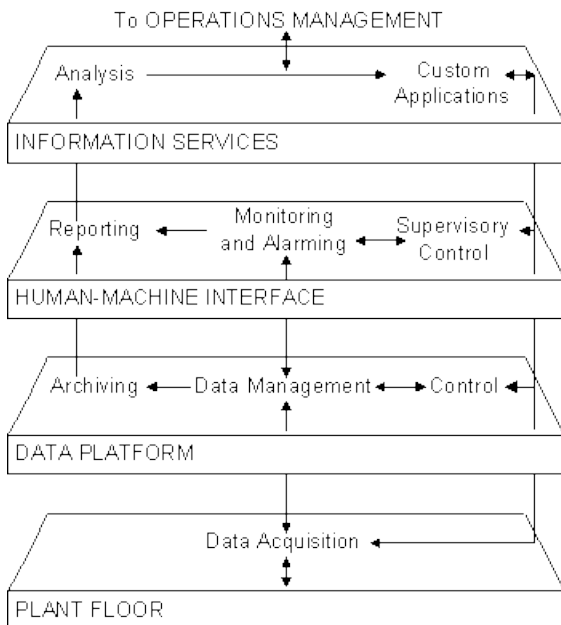 To OPERATIONS MANAGEMENT
Analysis
Custom
Applications
INFORMATION SERVICES
Reporting
Monitoring
and Alarming
Supervisory
Control
HUMAN-MACHINE INTERFACE
Archiving
Data Management
Control
DATA PLATFORM
Data Acquisition
PLANT FLOOR